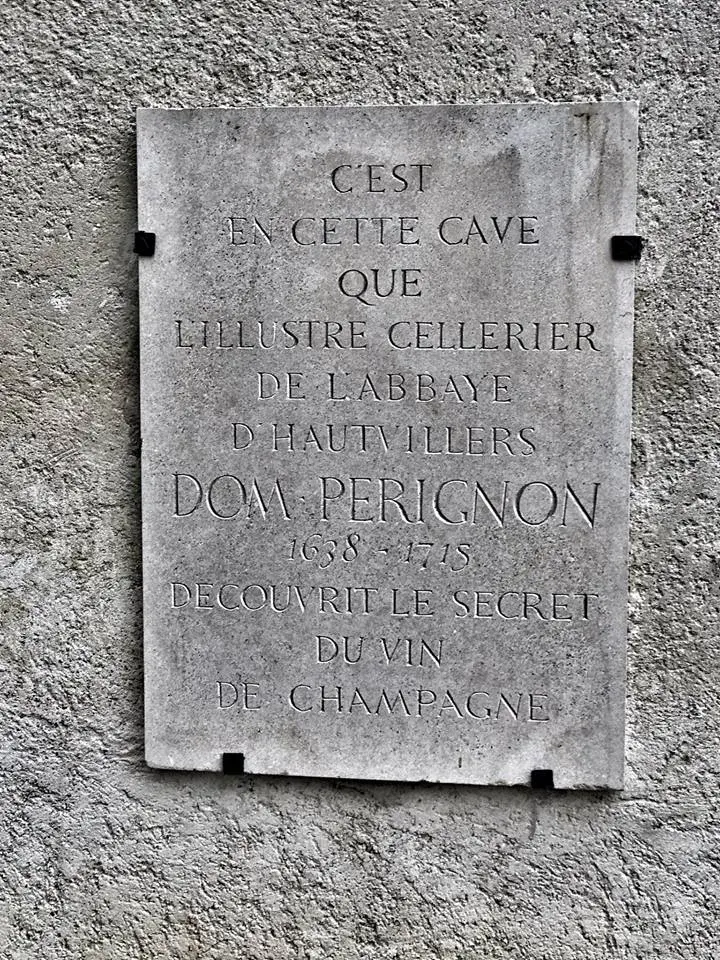 C'EST
EN CETTE CAVE
QUE
L'ILLUSTRE CELLERIER
DE L'ABBAYE
D'HAUTVILLERS
DOM·PERIGNON
1638 - 1715
DECOUVRIT LE SECRET
DU VIN
DE CHAMPAGNE